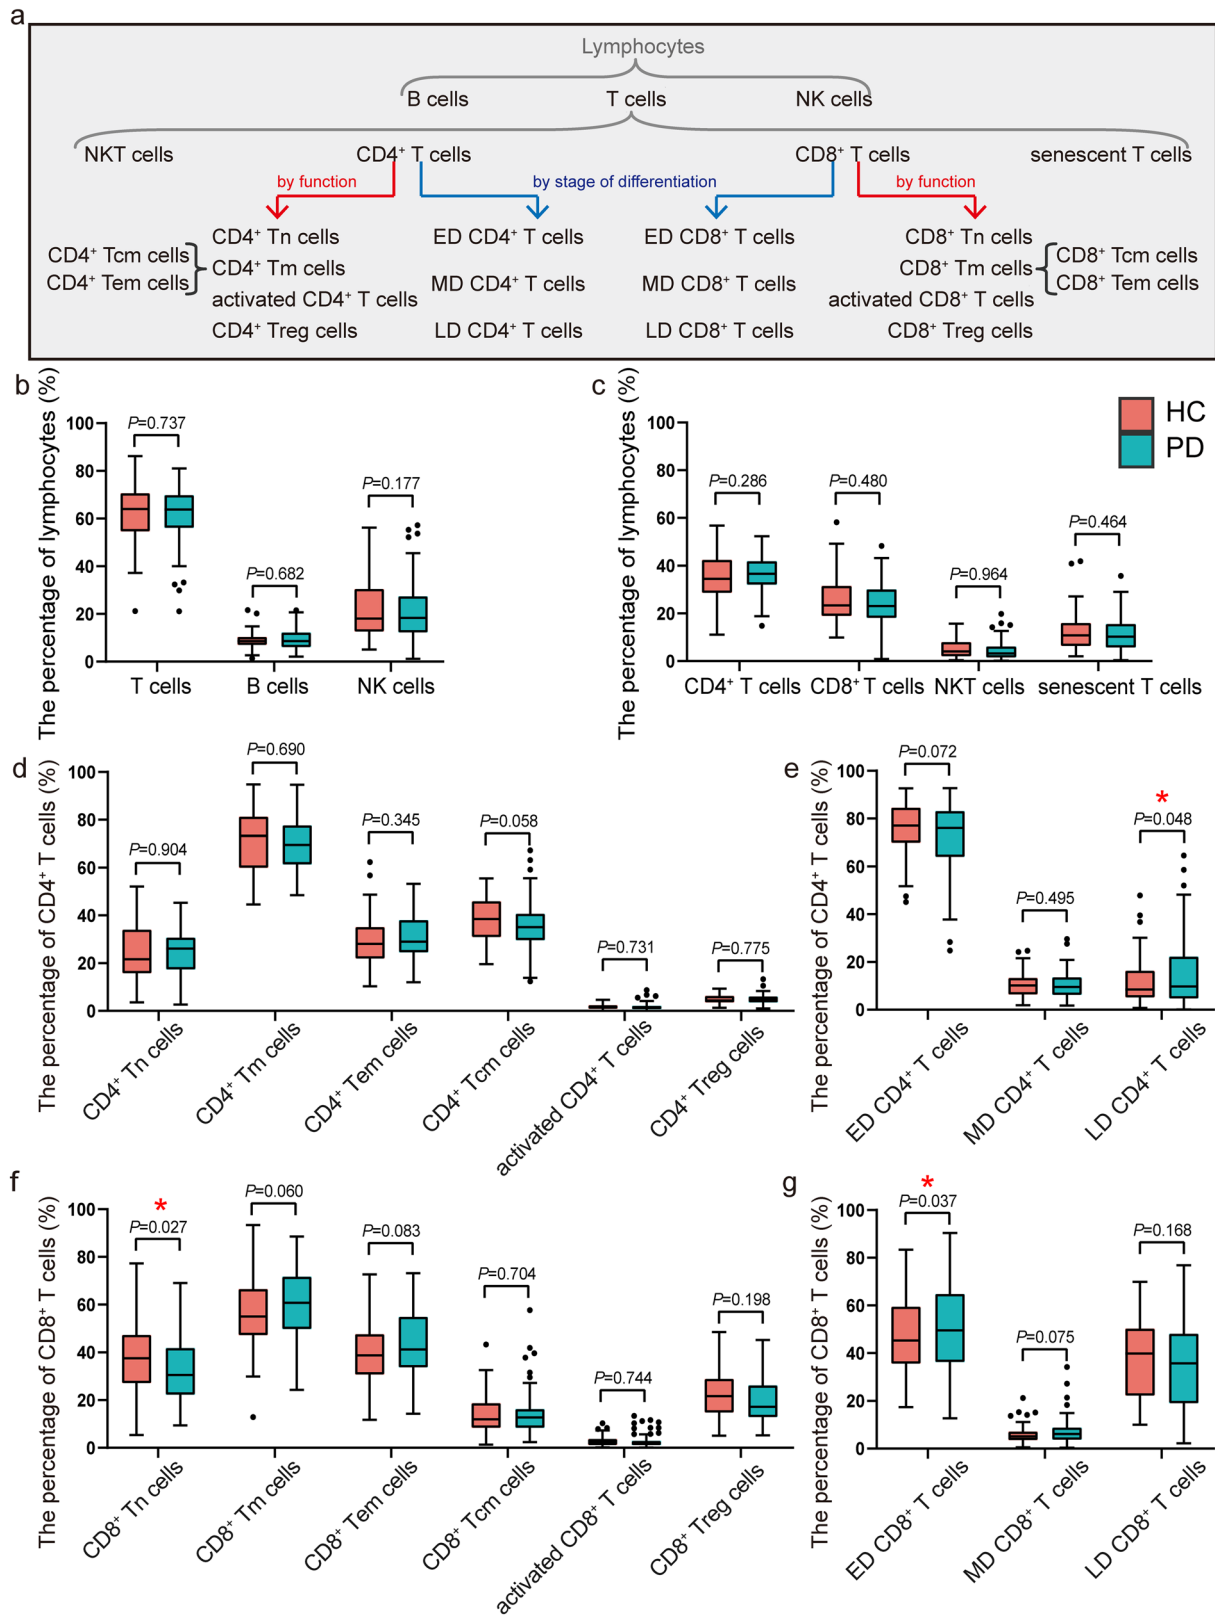 a
Lymphocytes
B cells T cells NK cells
NKT cells CD4⁺ T cells CD8⁺ T cells senescent T cells
by function by stage of differentiation by function
CD4⁺ Tn cells ED CD4⁺ T cells ED CD8⁺ T cells CD8⁺ Tn cells
CD4⁺ Tcm cells CD8⁺ Tcm cells
CD4⁺ Tm cells CD8⁺ Tm cells
CD4⁺ Tem cells MD CD4⁺ T cells MD CD8⁺ T cells CD8⁺ Tem cells
activated CD4⁺ T cells activated CD8⁺ T cells
CD4⁺ Treg cells LD CD4⁺ T cells LD CD8⁺ T cells CD8⁺ Treg cells
b
The percentage of lymphocytes (%)
100
80
60
40
20
0
P=0.737
P=0.682
P=0.177
T cells B cells NK cells
c
The percentage of lymphocytes (%)
100
80
60
40
20
0
P=0.286
P=0.480
P=0.964
P=0.464
CD4⁺ T cells CD8⁺ T cells NKT cells senescent T cells
HC
PD
d
The percentage of CD4⁺ T cells (%)
100
80
60
40
20
0
P=0.904
P=0.690
P=0.345
P=0.058
P=0.731
P=0.775
CD4⁺ Tn cells
CD4⁺ Tm cells
CD4⁺ Tem cells
CD4⁺ Tcm cells
activated CD4⁺ T cells
CD4⁺ Treg cells
e
The percentage of CD4⁺ T cells (%)
100
80
60
40
20
0
P=0.072
P=0.495
*
P=0.048
ED CD4⁺ T cells
MD CD4⁺ T cells
LD CD4⁺ T cells
f
The percentage of CD8⁺ T cells (%)
100
80
60
40
20
0
*
P=0.027
P=0.060
P=0.083
P=0.704
P=0.744
P=0.198
CD8⁺ Tn cells
CD8⁺ Tm cells
CD8⁺ Tem cells
CD8⁺ Tcm cells
activated CD8⁺ T cells
CD8⁺ Treg cells
g
The percentage of CD8⁺ T cells (%)
100
80
60
40
20
0
*
P=0.037
P=0.075
P=0.168
ED CD8⁺ T cells
MD CD8⁺ T cells
LD CD8⁺ T cells